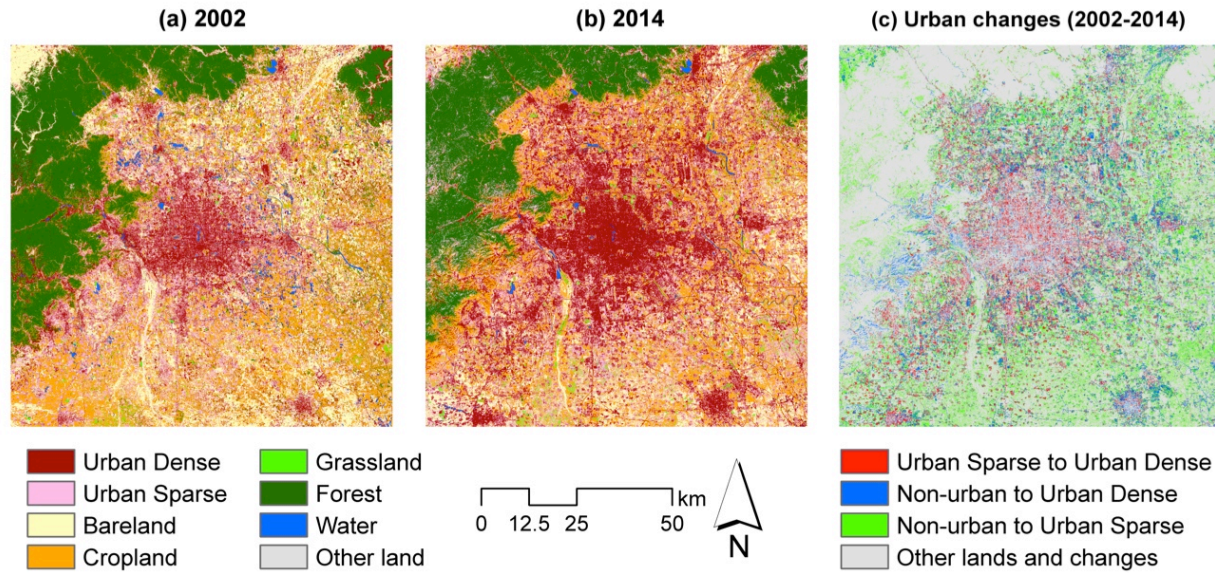 (a) 2002
(b) 2014
(c) Urban changes (2002-2014)
Urban Dense
Urban Sparse
Bareland
Cropland
Grassland
Forest
Water
Other land
km
0 12.5 25 50
N
Urban Sparse to Urban Dense
Non-urban to Urban Dense
Non-urban to Urban Sparse
Other lands and changes